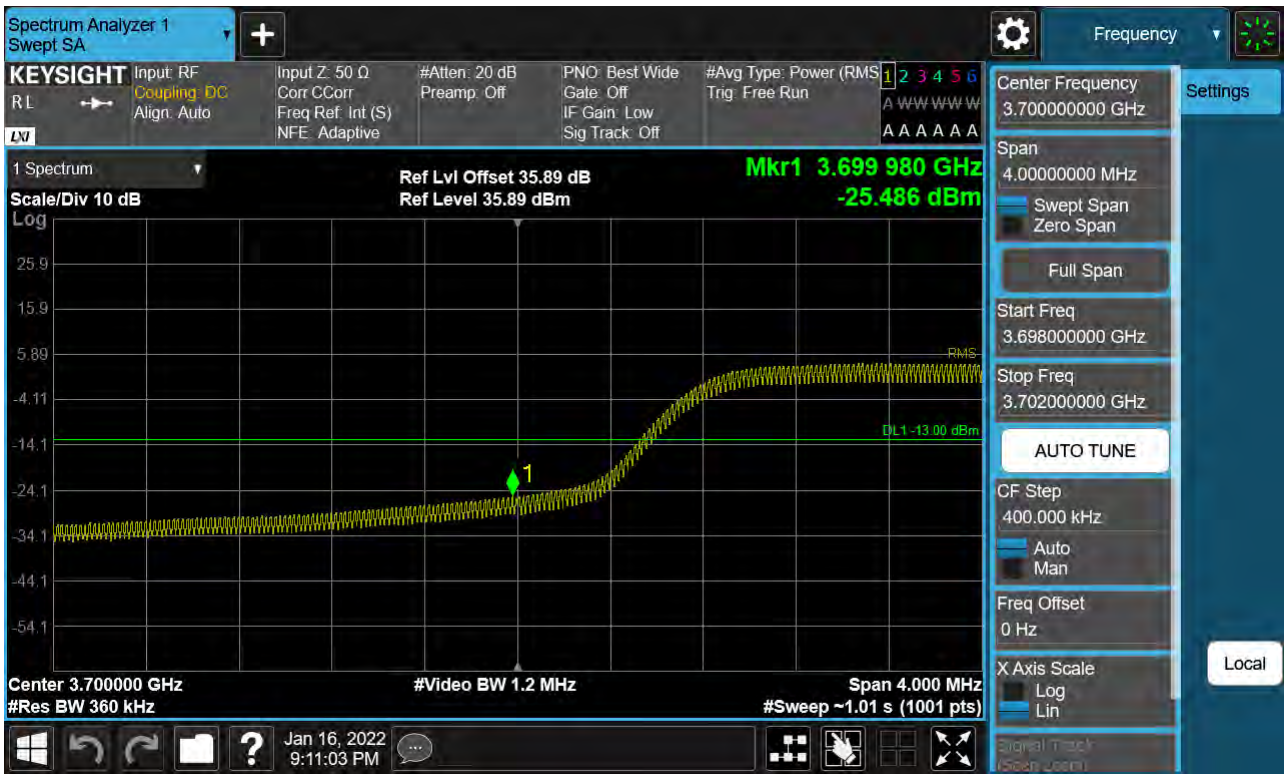 Spectrum Analyzer 1
Swept SA
Frequency
KEYSIGHT
RL
LXI
Input: RF
Coupling: DC
Align: Auto
Input Z: 50 Ω
Corr CCorr
Freq Ref: Int (S)
NFE: Adaptive
#Atten: 20 dB
Preamp: Off
PNO: Best Wide
Gate: Off
IF Gain: Low
Sig Track: Off
#Avg Type: Power (RMS
Trig: Free Run
1 2 3 4 5 6
A WW WW W
A A A A A A
1 Spectrum
Scale/Div 10 dB
Log
Ref Lvl Offset 35.89 dB
Ref Level 35.89 dBm
Mkr1 3.699 980 GHz
-25.486 dBm
25.9
15.9
5.89
-4.11
-14.1
-24.1
-34.1
-44.1
-54.1
RMS
DL1 -13.00 dBm
1
Center 3.700000 GHz
#Res BW 360 kHz
#Video BW 1.2 MHz
Span 4.000 MHz
#Sweep ~1.01 s (1001 pts)
Center Frequency
3.700000000 GHz
Span
4.00000000 MHz
Swept Span
Zero Span
Full Span
Start Freq
3.698000000 GHz
Stop Freq
3.702000000 GHz
AUTO TUNE
CF Step
400.000 kHz
Auto
Man
Freq Offset
0 Hz
X Axis Scale
Log
Lin
Signal Track
(Span Zoom)
Settings
Local
Jan 16, 2022
9:11:03 PM